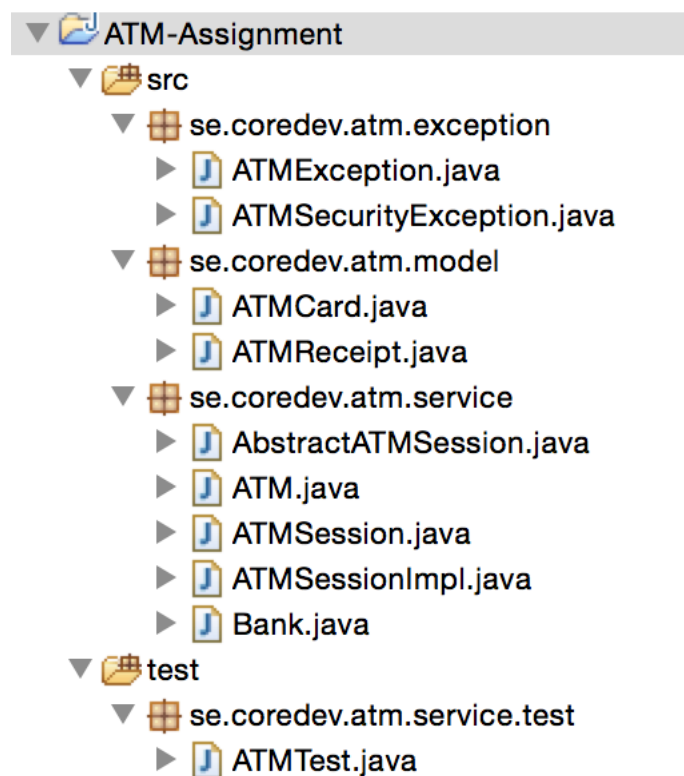 ATM-Assignment
src
se.coredev.atm.exception
ATMException.java
ATMSecurityException.java
se.coredev.atm.model
ATMCard.java
ATMReceipt.java
se.coredev.atm.service
AbstractATMSession.java
ATM.java
ATMSession.java
ATMSessionImpl.java
Bank.java
test
se.coredev.atm.service.test
ATMTest.java